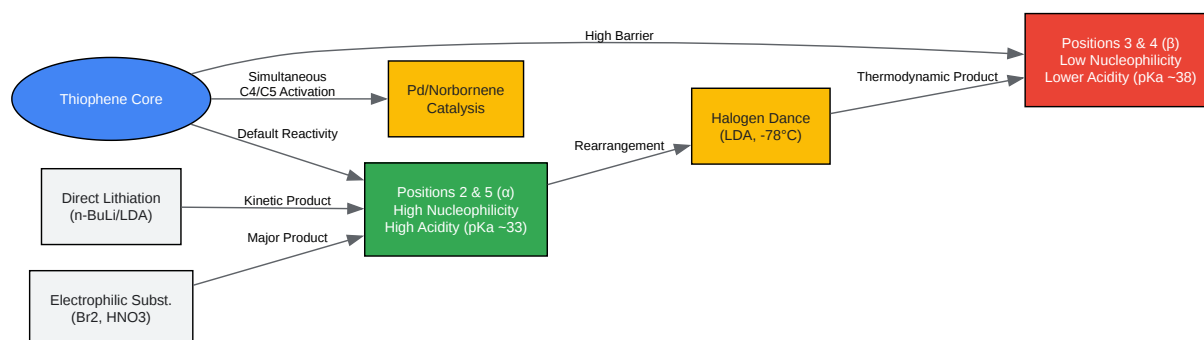 High Barrier
Positions 3 & 4 (β)
Low Nucleophilicity
Lower Acidity (pKa ~38)
Thiophene Core
Simultaneous
C4/C5 Activation
Pd/Norbornene
Catalysis
Thermodynamic Product
Halogen Dance
(LDA, -78°C)
Default Reactivity
Rearrangement
Direct Lithiation
(n-BuLi/LDA)
Kinetic Product
Positions 2 & 5 (α)
High Nucleophilicity
High Acidity (pKa ~33)
Major Product
Electrophilic Subst.
(Br2, HNO3)